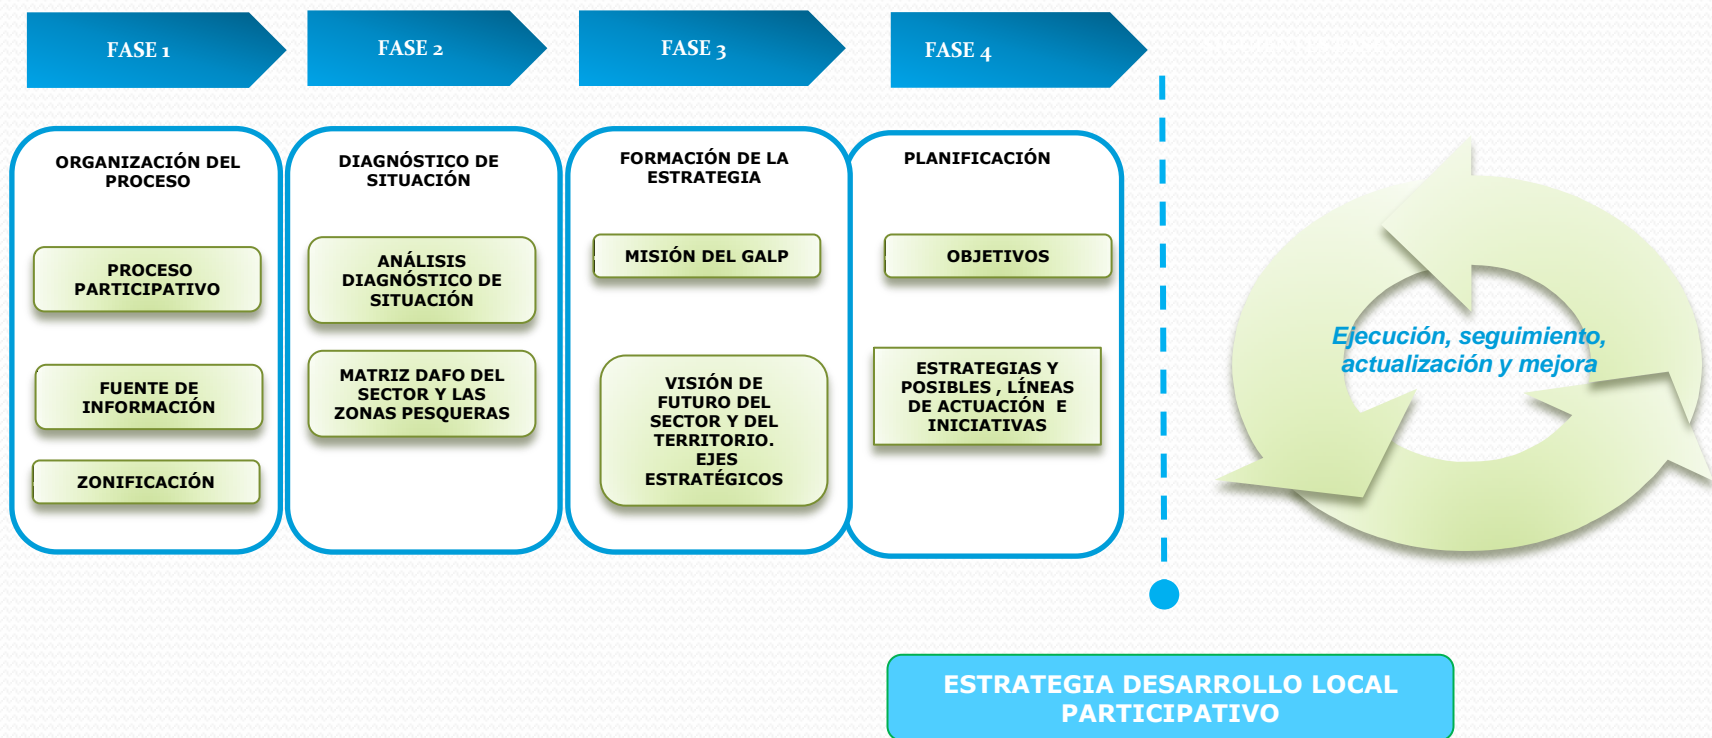 FASE 1
FASE 2
FASE 3
FASE 4
ORGANIZACIÓN DEL
PROCESO
PROCESO
PARTICIPATIVO
FUENTE DE
INFORMACIÓN
ZONIFICACIÓN
DIAGNÓSTICO DE
SITUACIÓN
ANÁLISIS
DIAGNÓSTICO DE
SITUACIÓN
MATRIZ DAFO DEL
SECTOR Y LAS
ZONAS PESQUERAS
FORMACIÓN DE LA
ESTRATEGIA
MISIÓN DEL GALP
VISIÓN DE
FUTURO DEL
SECTOR Y DEL
TERRITORIO.
EJES
ESTRATÉGICOS
PLANIFICACIÓN
OBJETIVOS
ESTRATEGIAS Y
POSIBLES , LÍNEAS
DE ACTUACIÓN E
INICIATIVAS
Ejecución, seguimiento,
actualización y mejora
ESTRATEGIA DESARROLLO LOCAL
PARTICIPATIVO